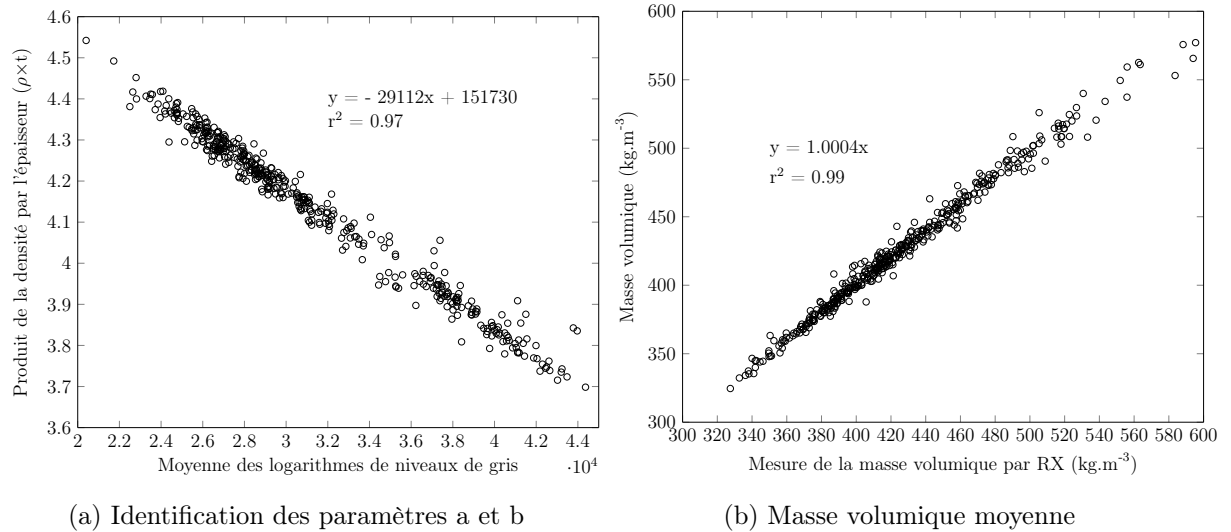 4.6
4.5
4.4
4.3
4.2
4.1
4
3.9
3.8
3.7
3.6
Produit de la densité par l'épaisseur (ρ×t)
y = - 29112x + 151730
r² = 0.97
2 2.2 2.4 2.6 2.8 3 3.2 3.4 3.6 3.8 4 4.2 4.4
Moyenne des logarithmes de niveaux de gris
·10⁴
(a) Identification des paramètres a et b
600
550
500
450
400
350
300
Masse volumique (kg.m⁻³)
y = 1.0004x
r² = 0.99
300 320 340 360 380 400 420 440 460 480 500 520 540 560 580 600
Mesure de la masse volumique par RX (kg.m⁻³)
(b) Masse volumique moyenne